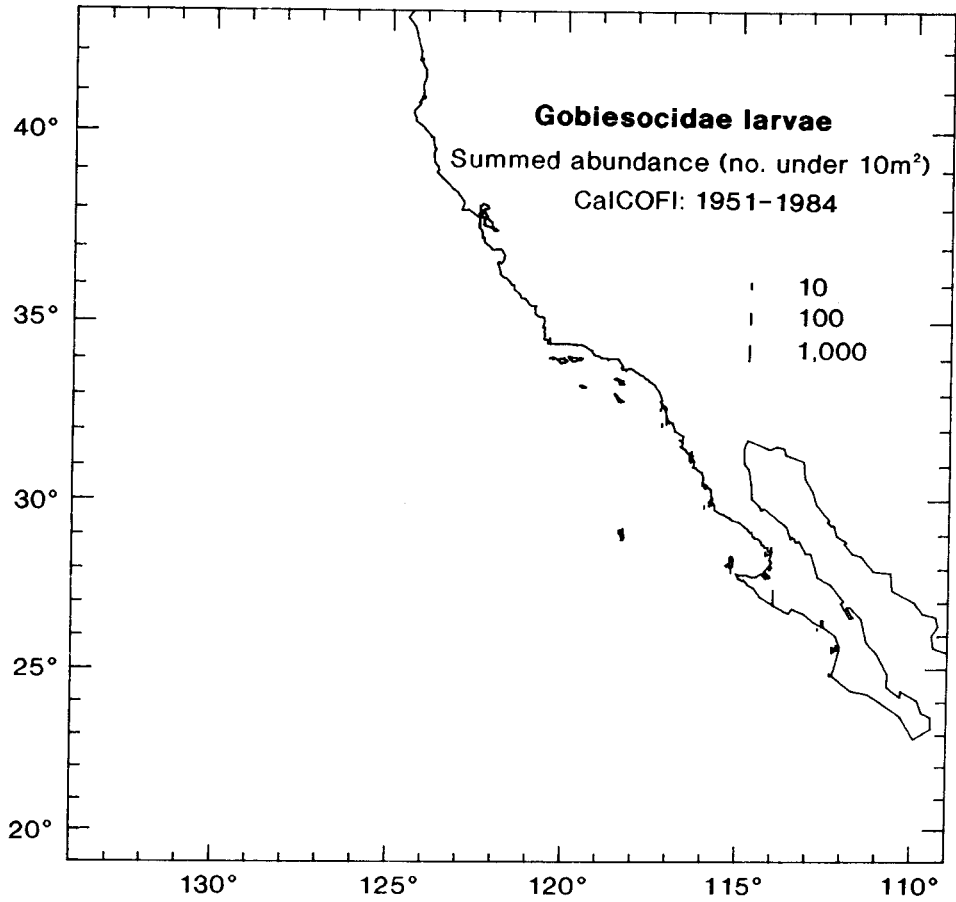 Gobiesocidae larvae
Summed abundance (no. under 10m²)
CalCOFI: 1951-1984
10
100
1,000
40°
35°
30°
25°
20°
130° 125° 120° 115° 110°